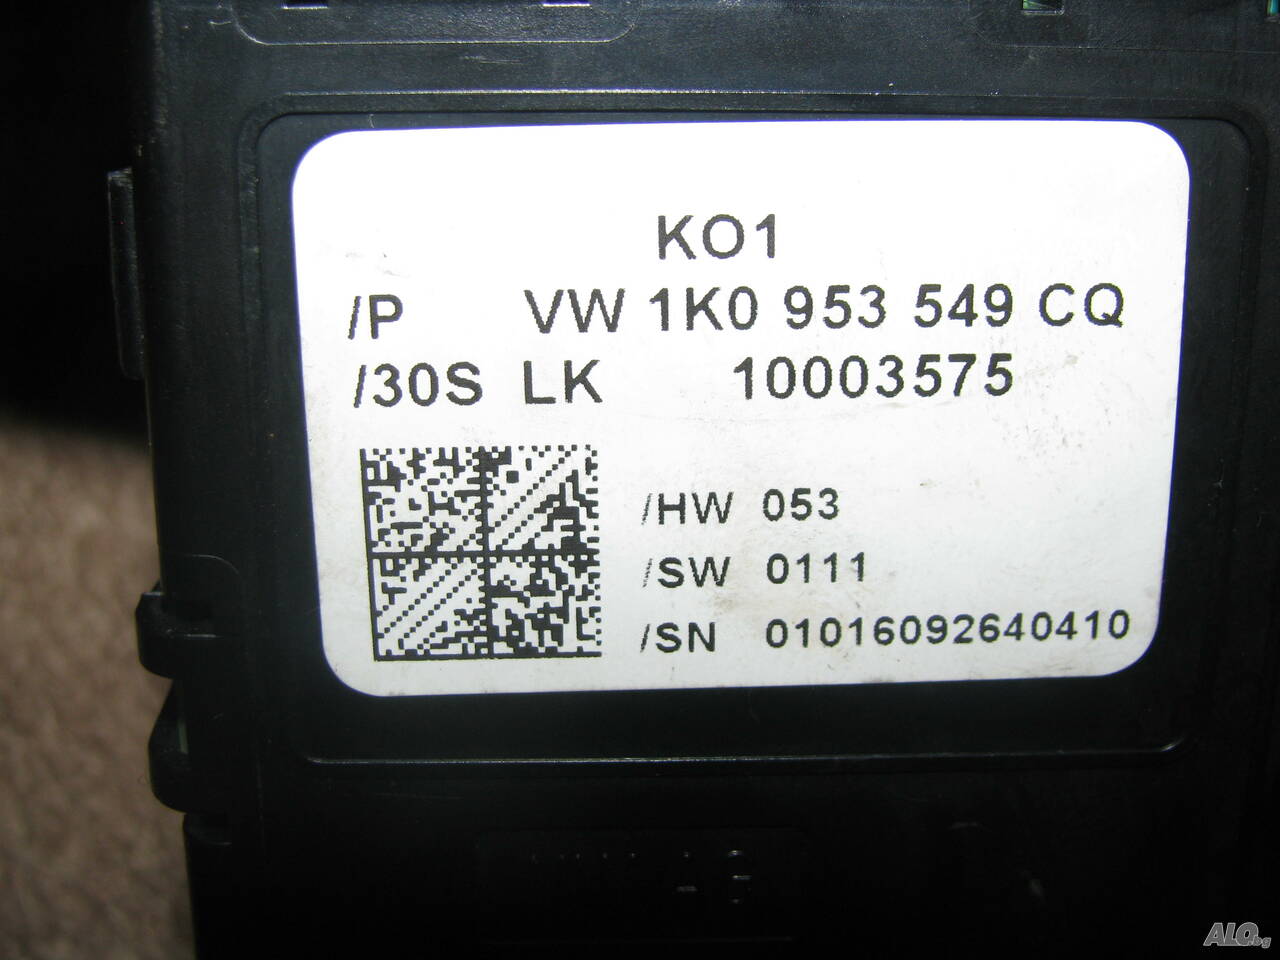 KO1
/P VW 1K0 953 549 CQ
/30S LK 10003575
/HW 053
/SW 0111
/SN 01016092640410
ALO.bg